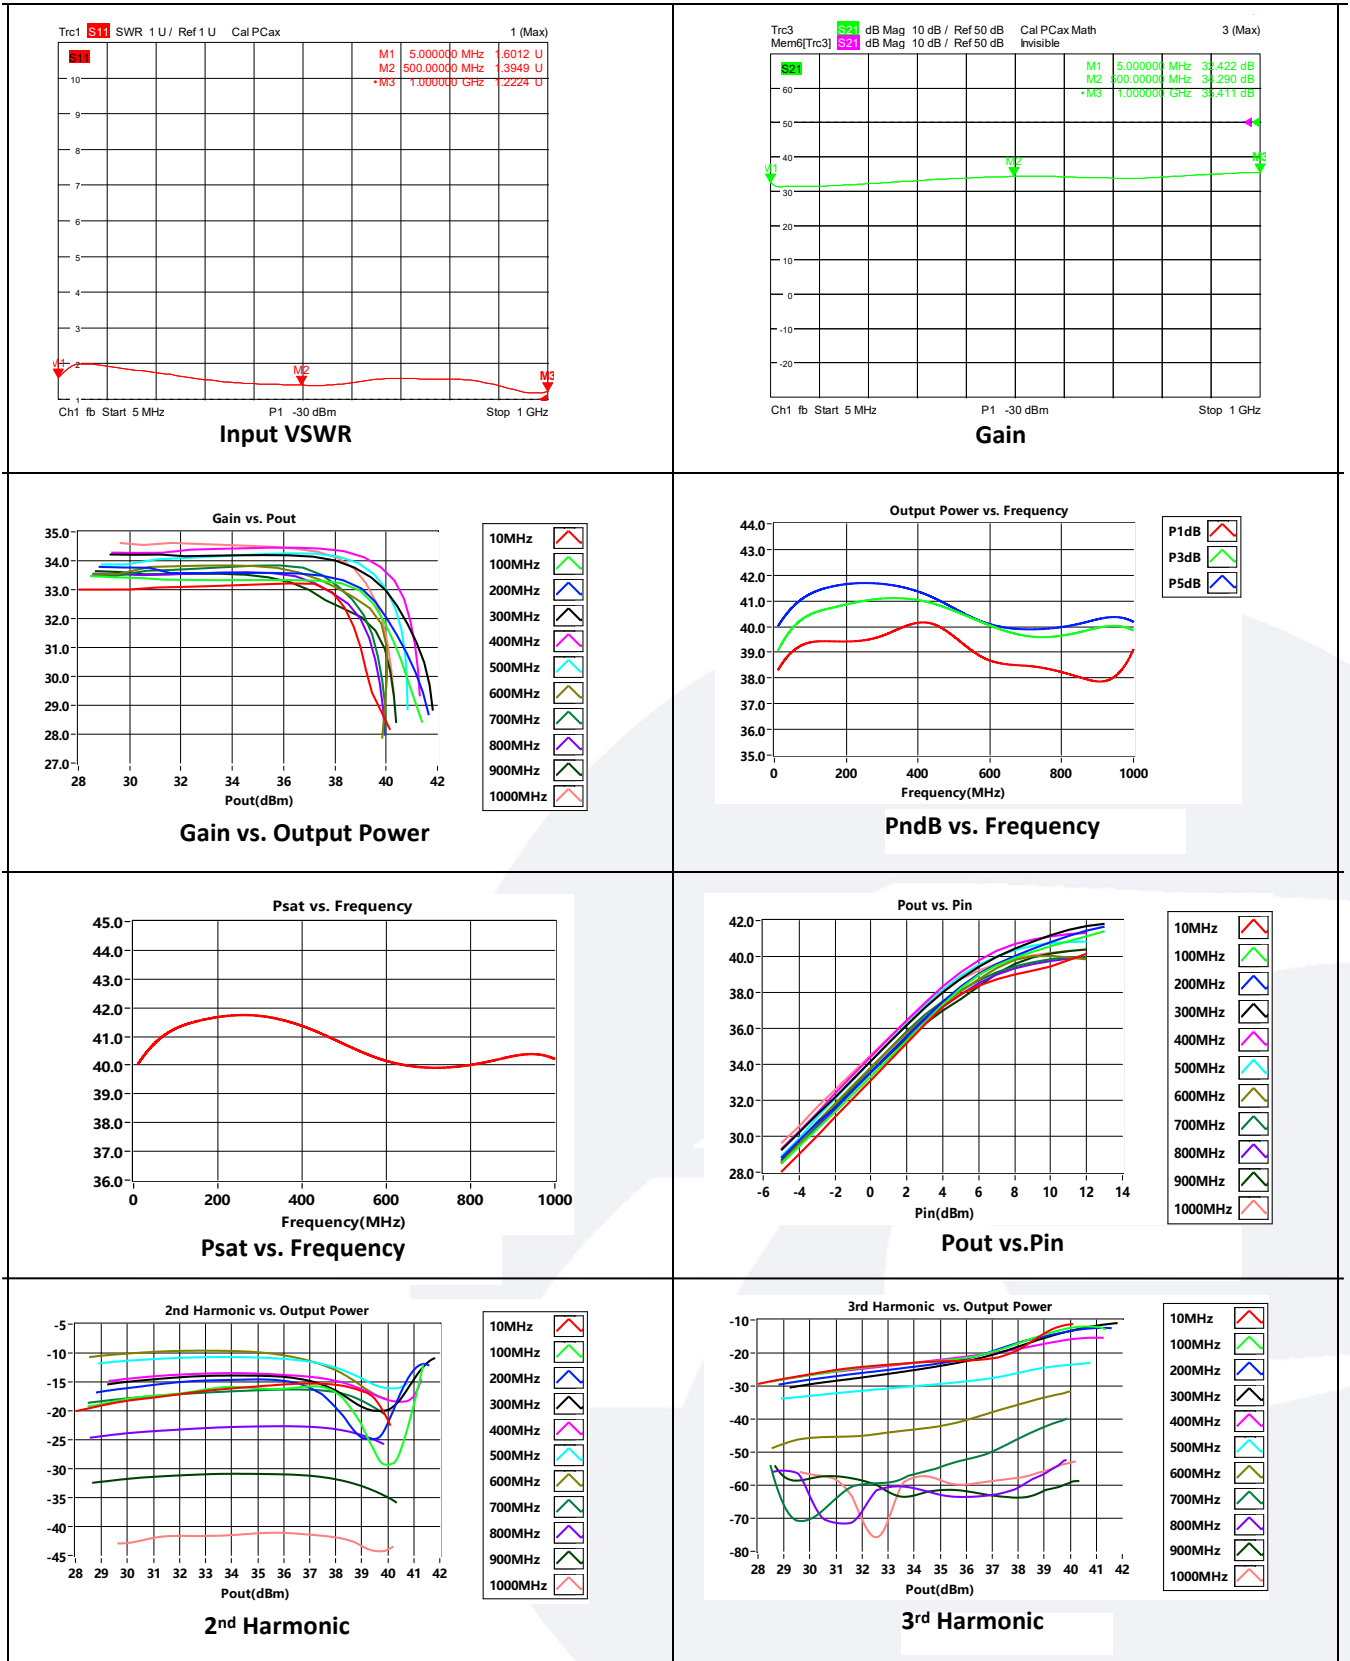 Trc1 S11 SWR 1 U / Ref 1 U Cal PCax 1 (Max)
S11
M1 5.000000 MHz 1.6012 U
M2 500.00000 MHz 1.3949 U
•M3 1.000000 GHz 1.2224 U
10
9
8
7
6
5
4
3
2
1
M1
M2
M3
Ch1 fb Start 5 MHz P1 -30 dBm Stop 1 GHz
Input VSWR
Trc3 S21 dB Mag 10 dB / Ref 50 dB Cal PCax Math 3 (Max)
Mem6[Trc3] S21 dB Mag 10 dB / Ref 50 dB Invisible
S21
M1 5.000000 MHz 32.422 dB
M2 500.00000 MHz 34.290 dB
•M3 1.000000 GHz 35.411 dB
60
50
40
30
20
10
0
-10
-20
M1
M2
M3
Ch1 fb Start 5 MHz P1 -30 dBm Stop 1 GHz
Gain
Gain vs. Pout
35.0
34.0
33.0
32.0
31.0
30.0
29.0
28.0
27.0
28 30 32 34 36 38 40 42
Pout(dBm)
10MHz
100MHz
200MHz
300MHz
400MHz
500MHz
600MHz
700MHz
800MHz
900MHz
1000MHz
Gain vs. Output Power
Output Power vs. Frequency
44.0
43.0
42.0
41.0
40.0
39.0
38.0
37.0
36.0
35.0
0 200 400 600 800 1000
Frequency(MHz)
P1dB
P3dB
P5dB
PndB vs. Frequency
Psat vs. Frequency
45.0
44.0
43.0
42.0
41.0
40.0
39.0
38.0
37.0
36.0
0 200 400 600 800 1000
Frequency(MHz)
Psat vs. Frequency
Pout vs. Pin
42.0
40.0
38.0
36.0
34.0
32.0
30.0
28.0
-6 -4 -2 0 2 4 6 8 10 12 14
Pin(dBm)
10MHz
100MHz
200MHz
300MHz
400MHz
500MHz
600MHz
700MHz
800MHz
900MHz
1000MHz
Pout vs.Pin
2nd Harmonic vs. Output Power
-5
-10
-15
-20
-25
-30
-35
-40
-45
28 29 30 31 32 33 34 35 36 37 38 39 40 41 42
Pout(dBm)
10MHz
100MHz
200MHz
300MHz
400MHz
500MHz
600MHz
700MHz
800MHz
900MHz
1000MHz
2nd Harmonic
3rd Harmonic vs. Output Power
-10
-20
-30
-40
-50
-60
-70
-80
28 29 30 31 32 33 34 35 36 37 38 39 40 41 42
Pout(dBm)
10MHz
100MHz
200MHz
300MHz
400MHz
500MHz
600MHz
700MHz
800MHz
900MHz
1000MHz
3rd Harmonic